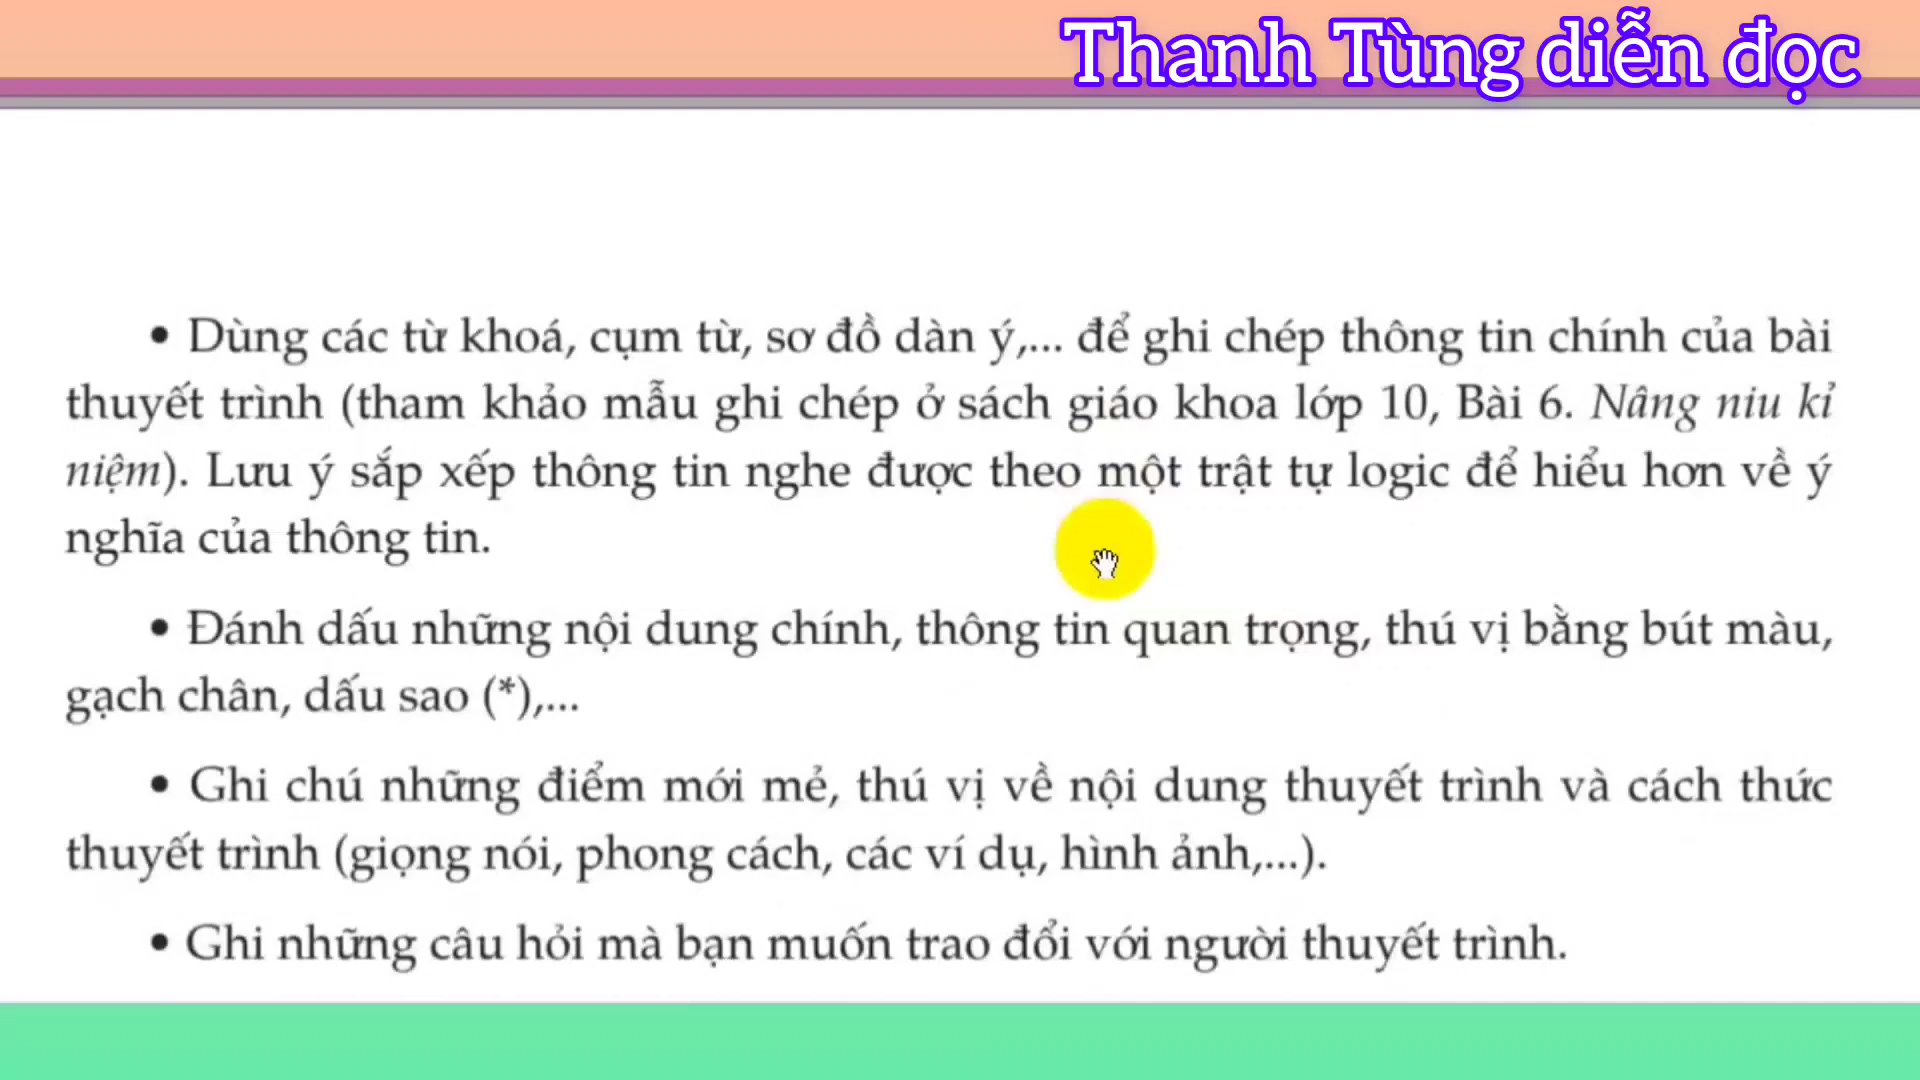 Thanh Tùng diễn đọc
• Dùng các từ khoá, cụm từ, sơ đồ dàn ý,... để ghi chép thông tin chính của bài
thuyết trình (tham khảo mẫu ghi chép ở sách giáo khoa lớp 10, Bài 6. Nâng niu kỉ
niệm). Lưu ý sắp xếp thông tin nghe được theo một trật tự logic để hiểu hơn về ý
nghĩa của thông tin.
• Đánh dấu những nội dung chính, thông tin quan trọng, thú vị bằng bút màu,
gạch chân, dấu sao (*),...
• Ghi chú những điểm mới mẻ, thú vị về nội dung thuyết trình và cách thức
thuyết trình (giọng nói, phong cách, các ví dụ, hình ảnh,...).
• Ghi những câu hỏi mà bạn muốn trao đổi với người thuyết trình.